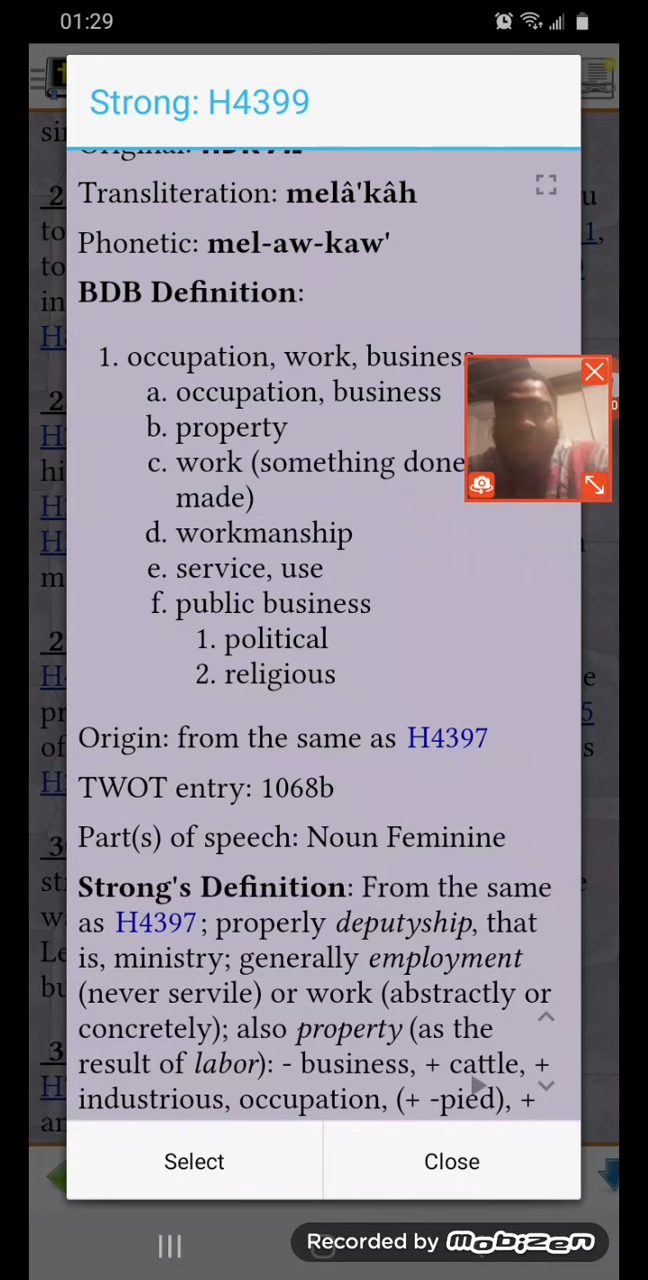 01:29
Strong: H4399
Transliteration: melâ'kâh
Phonetic: mel-aw-kaw'
BDB Definition:
1. occupation, work, business
a. occupation, business
b. property
c. work (something done
made)
d. workmanship
e. service, use
f. public business
1. political
2. religious
Origin: from the same as H4397
TWOT entry: 1068b
Part(s) of speech: Noun Feminine
Strong's Definition: From the same
as H4397; properly deputyship, that
is, ministry; generally employment
(never servile) or work (abstractly or
concretely); also property (as the
result of labor): - business, + cattle, +
industrious, occupation, (+ -pied), +
Select
Close
Recorded by mobizen